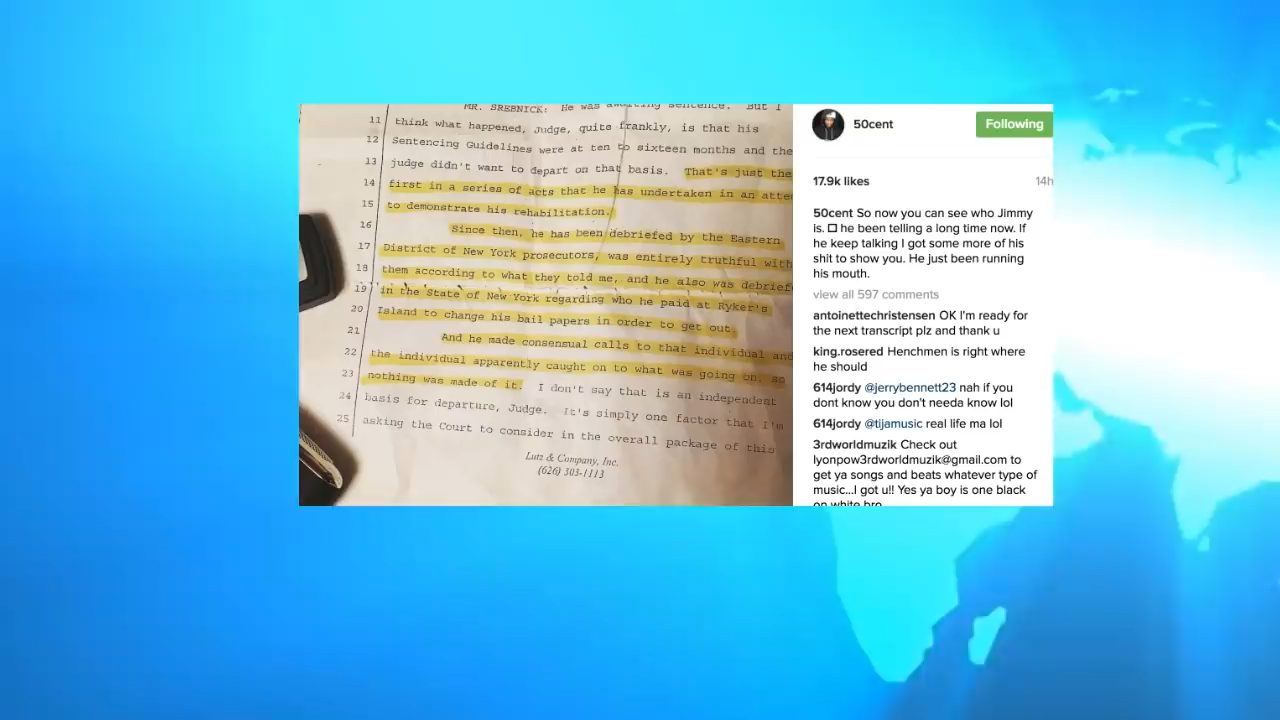 MR. SREBNICK: He was awaiting sentence. But I
11 think what happened, Judge, quite frankly, is that his
12 Sentencing Guidelines were at ten to sixteen months and the
13 judge didn't want to depart on that basis. That's just the
14 first in a series of acts that he has undertaken in an atte
15 to demonstrate his rehabilitation.
16 Since then, he has been debriefed by the Eastern
17 District of New York prosecutors, was entirely truthful with
18 them according to what they told me, and he also was debrief
19 in the State of New York regarding who he paid at Ryker's
20 Island to change his bail papers in order to get out.
21 And he made consensual calls to that individual and
22 the individual apparently caught on to what was going on, so
23 nothing was made of it. I don't say that is an independent
24 basis for departure, Judge. It's simply one factor that I'm
25 asking the Court to consider in the overall package of this
Lutz & Company, Inc.
(626) 303-1113
50cent Following
17.9k likes 14h
50cent So now you can see who Jimmy
is. he been telling a long time now. If
he keep talking I got some more of his
shit to show you. He just been running
his mouth.
view all 597 comments
antoinettechristensen OK I'm ready for
the next transcript plz and thank u
king.rosered Henchmen is right where
he should
614jordy @jerrybennett23 nah if you
dont know you don't needa know lol
614jordy @tijamusic real life ma lol
3rdworldmuzik Check out
lyonpow3rdworldmuzik@gmail.com to
get ya songs and beats whatever type of
music...I got u!! Yes ya boy is one black
on white bro